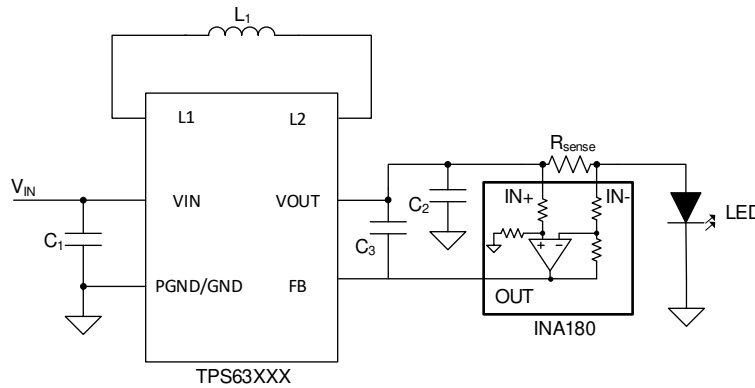 L1
L1
L2
Rsense
VIN
VIN
VOUT
C2
IN+
IN-
LED
C1
C3
+
-
PGND/GND
FB
OUT
INA180
TPS63XXX